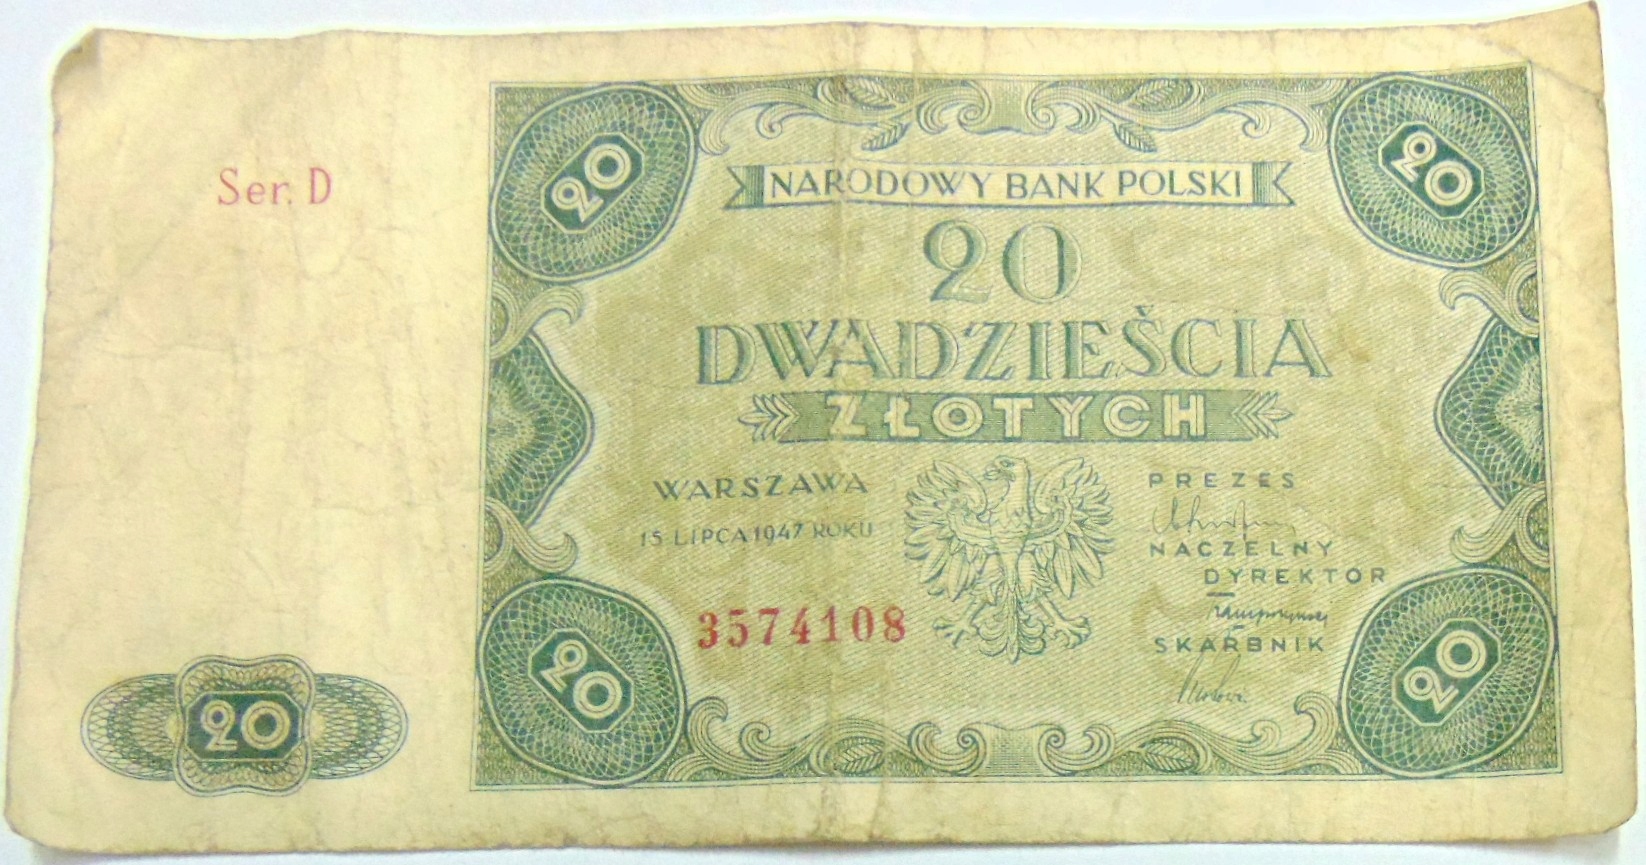 Ser. D
20
20
NARODOWY BANK POLSKI
20
DWADZIEŚCIA
ZŁOTYCH
WARSZAWA
15 LIPCA 1947 ROKU
3574108
PREZES
NACZELNY
DYREKTOR
SKARBNIK
20
20
20